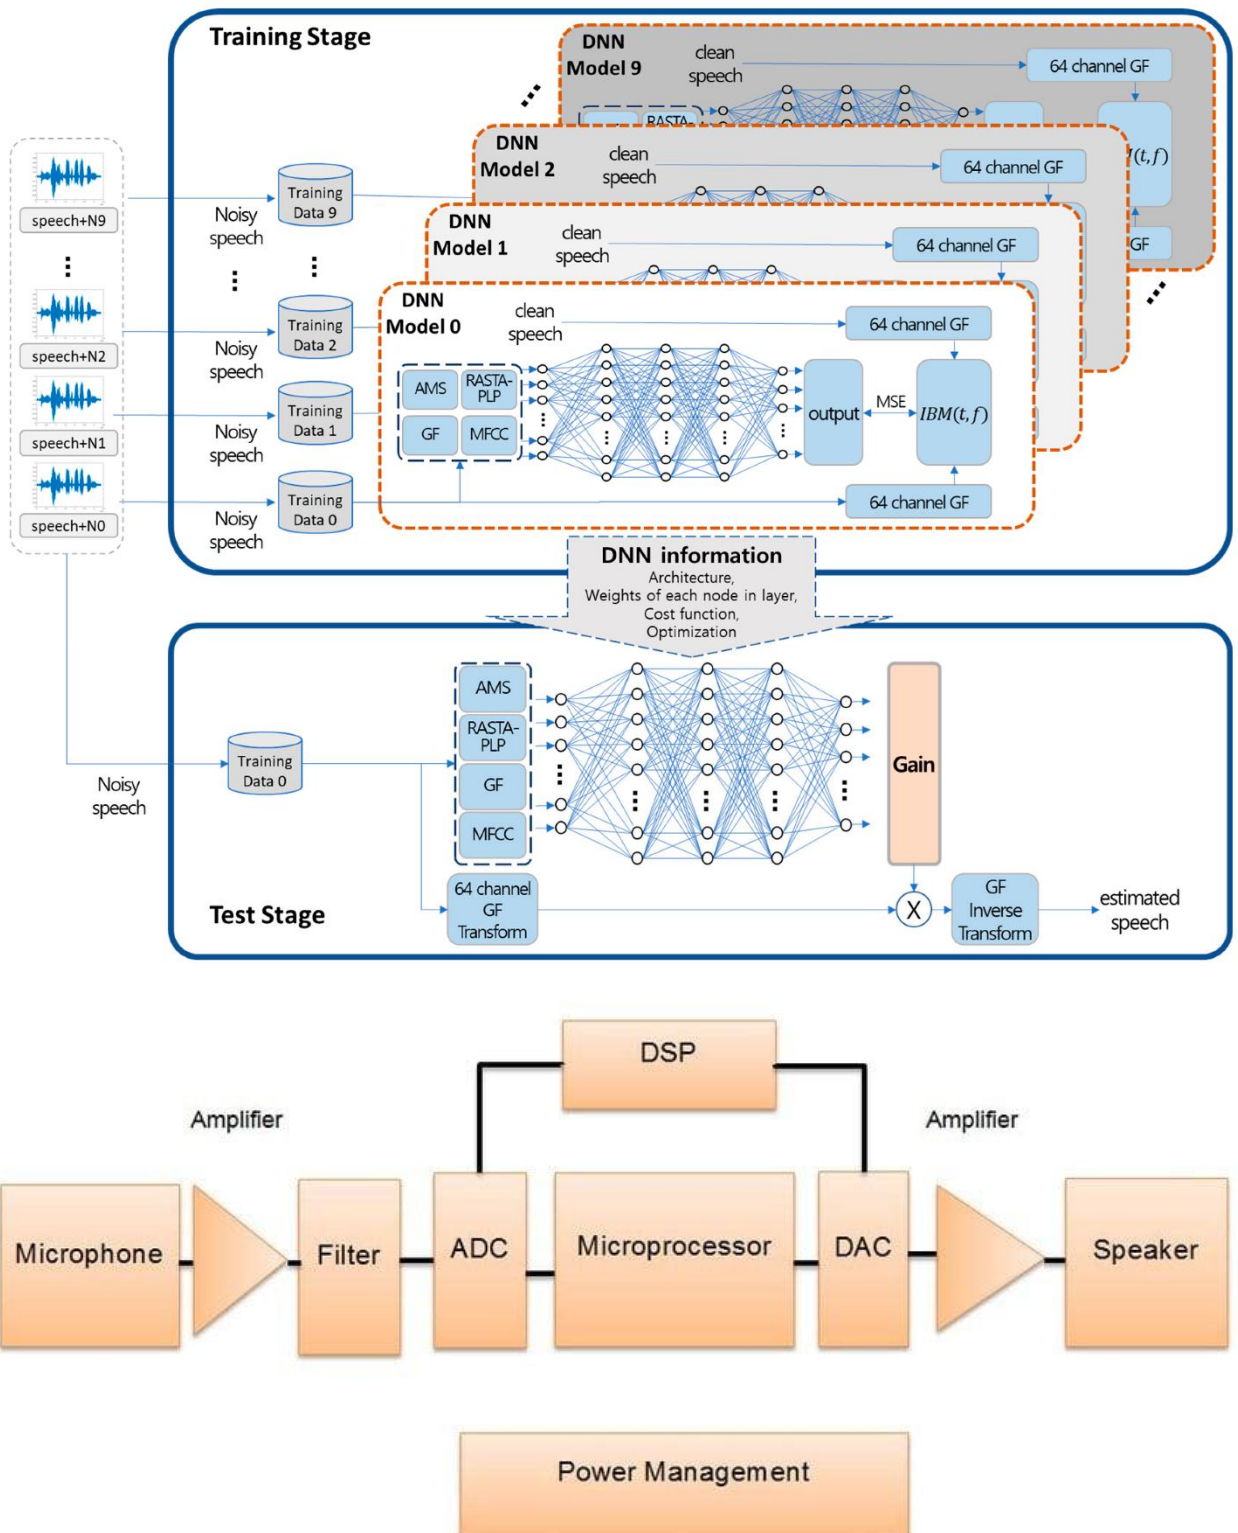 Training Stage
DNN
Model 9
clean
speech
64 channel GF
RASTA-
DNN
Model 2
clean
speech
64 channel GF
(t,f)
speech+N9
Noisy
speech
Training
Data 9
DNN
Model 1
clean
speech
64 channel GF
GF
speech+N2
Noisy
speech
Training
Data 2
DNN
Model 0
clean
speech
64 channel GF
AMS
RASTA-
PLP
GF
MFCC
output
MSE
IBM(t,f)
speech+N1
Noisy
speech
Training
Data 1
speech+N0
Noisy
speech
Training
Data 0
64 channel GF
DNN information
Architecture,
Weights of each node in layer,
Cost function,
Optimization
AMS
RASTA-
PLP
GF
MFCC
Noisy
speech
Training
Data 0
Gain
Test Stage
64 channel
GF
Transform
X
GF
Inverse
Transform
estimated
speech
DSP
Amplifier
Amplifier
Microphone
Filter
ADC
Microprocessor
DAC
Speaker
Power Management